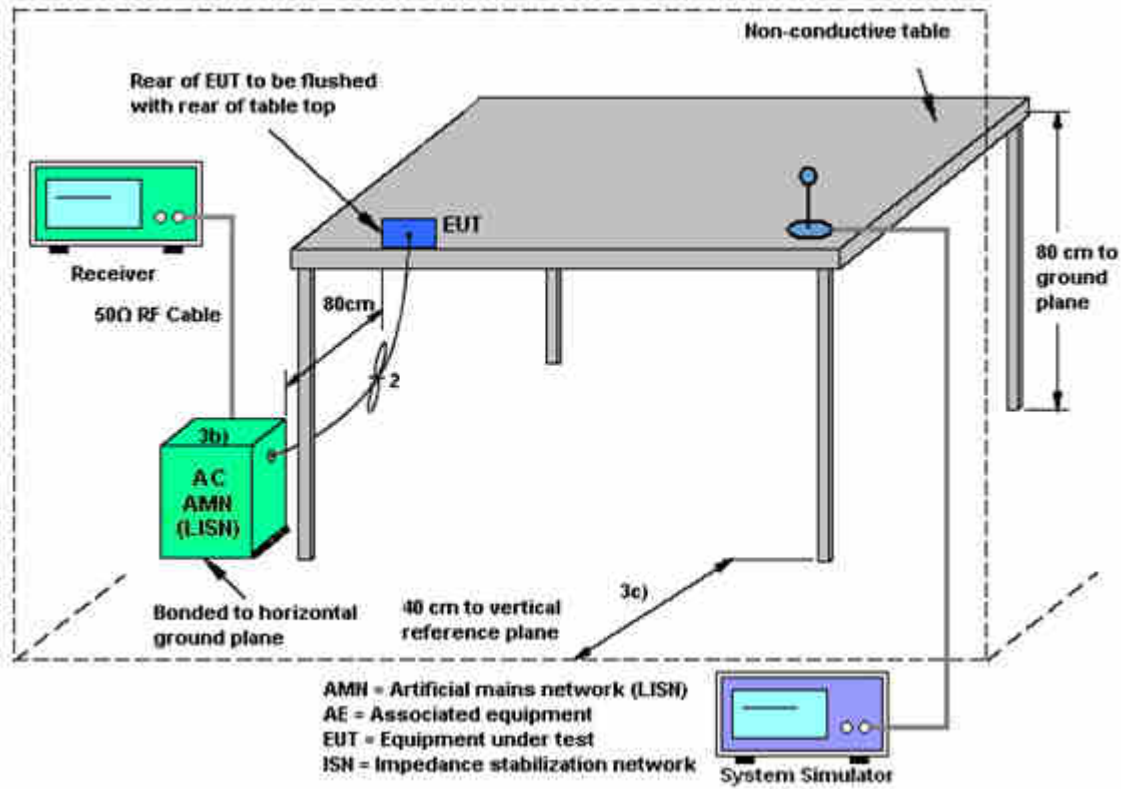 Non-conductive table
Rear of EUT to be flushed
with rear of table top
EUT
Receiver
80cm
80 cm to
ground
plane
50Ω RF Cable
2
3b)
AC
AMN
(LISN)
3c)
Bonded to horizontal
ground plane
40 cm to vertical
reference plane
AMN = Artificial mains network (LISN)
AE = Associated equipment
EUT = Equipment under test
ISN = Impedance stabilization network
System Simulator